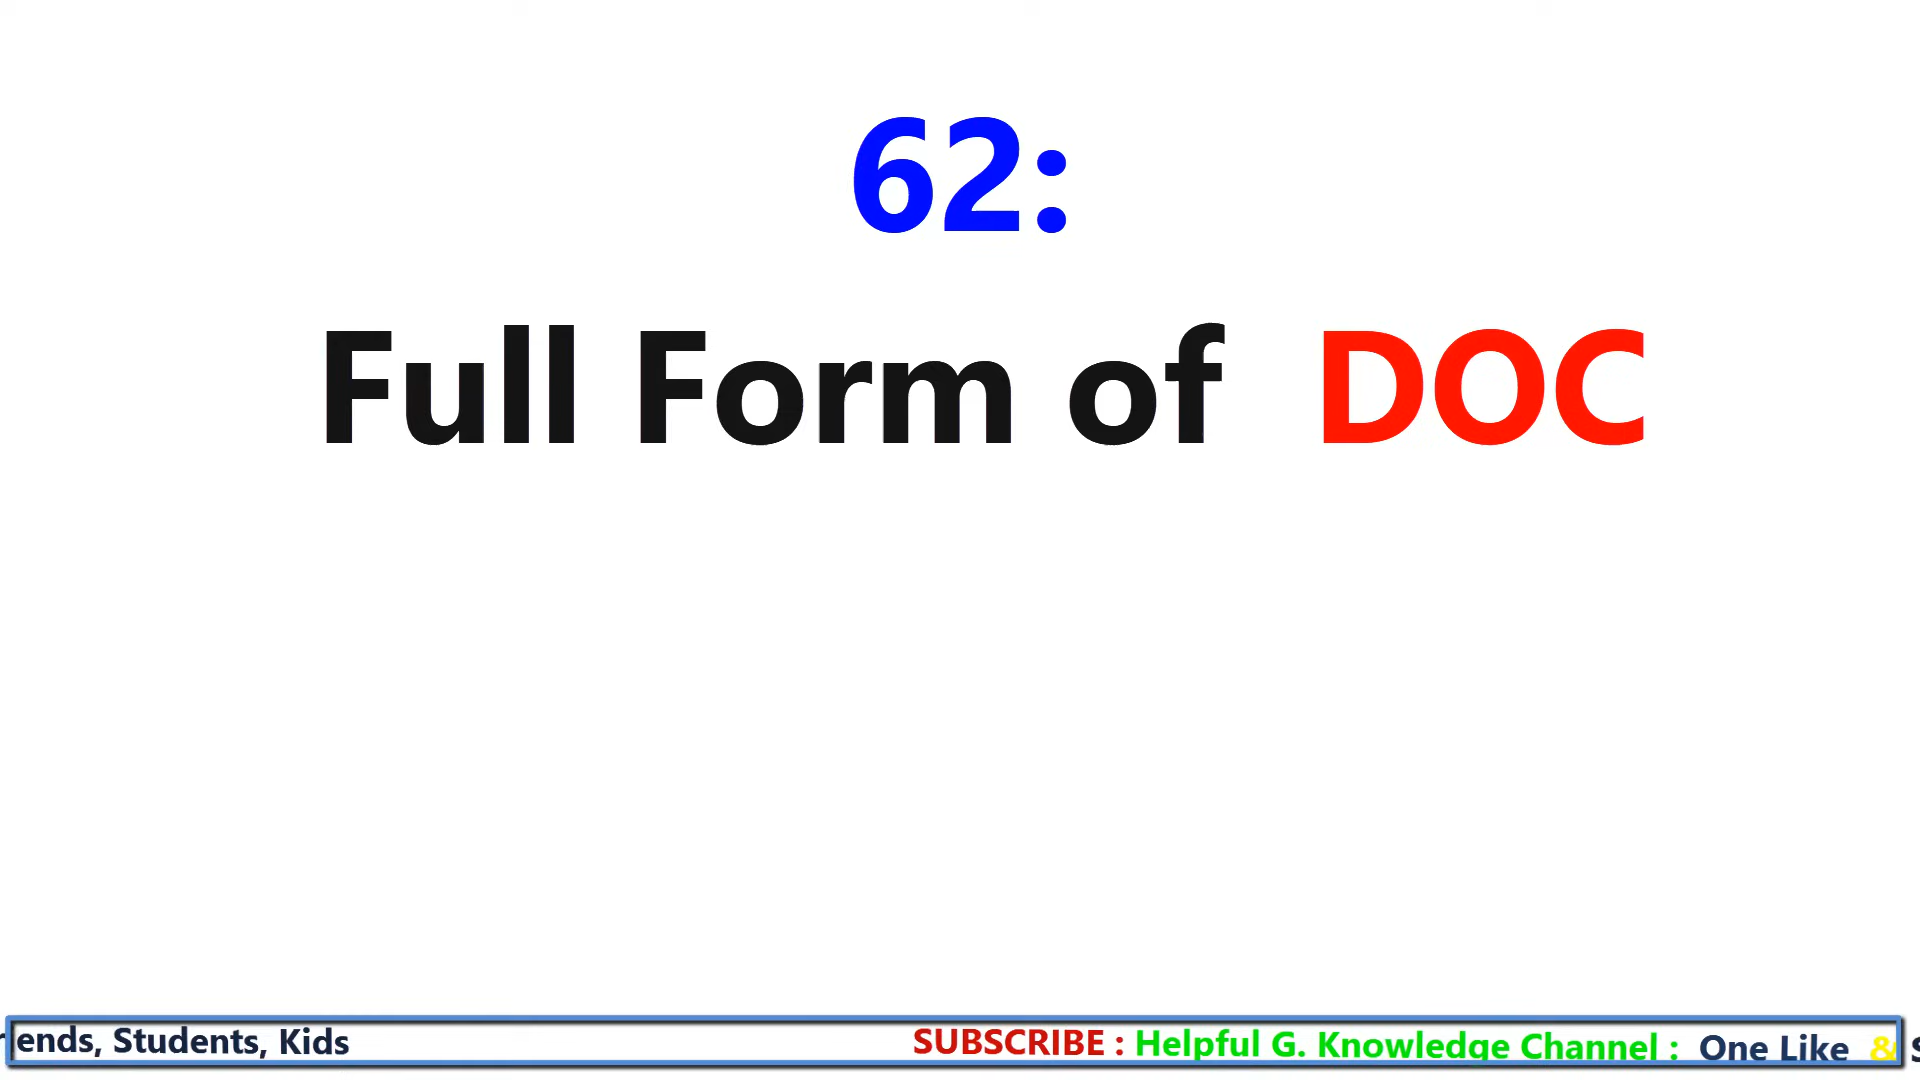 62:
Full Form of DOC
ends, Students, Kids SUBSCRIBE : Helpful G. Knowledge Channel : One Like & S